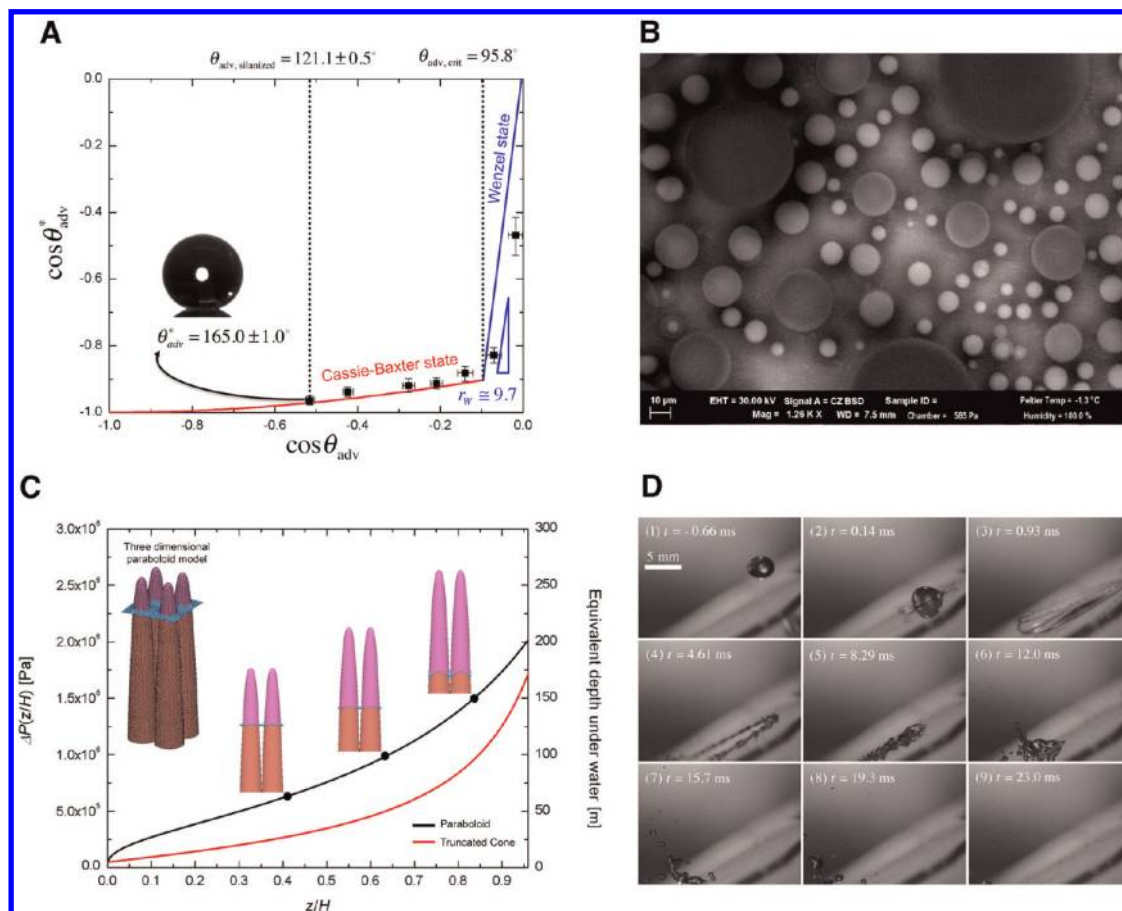 A
θadv, silanized = 121.1 ± 0.5° θadv,crit = 95.8°
0.0
-0.2
-0.4
-0.6
-0.8
-1.0
cosθ*adv
Wenzel state
θ*adv = 165.0 ± 1.0°
Cassie-Baxter state
rW ≅ 9.7
-1.0 -0.8 -0.6 -0.4 -0.2 0.0
cosθadv
B
10 µm
EHT = 30.00 kV Signal A = CZ BSD Sample ID =
Mag = 1.26 K X WD = 7.5 mm Chamber = 585 Pa
Peltier Temp = -1.3 °C
Humidity = 100.0 %
C
3.0x10⁶
2.5x10⁶
2.0x10⁶
1.5x10⁶
1.0x10⁶
5.0x10⁵
0.0
ΔP(z/H) [Pa]
Three dimensional
paraboloid model
Paraboloid
Truncated Cone
300
250
200
150
100
50
0
Equivalent depth under water [m]
0.0 0.1 0.2 0.3 0.4 0.5 0.6 0.7 0.8 0.9
z/H
D
(1) t = - 0.66 ms
5 mm
(2) t = 0.14 ms
(3) t = 0.93 ms
(4) t = 4.61 ms
(5) t = 8.29 ms
(6) t = 12.0 ms
(7) t = 15.7 ms
(8) t = 19.3 ms
(9) t = 23.0 ms